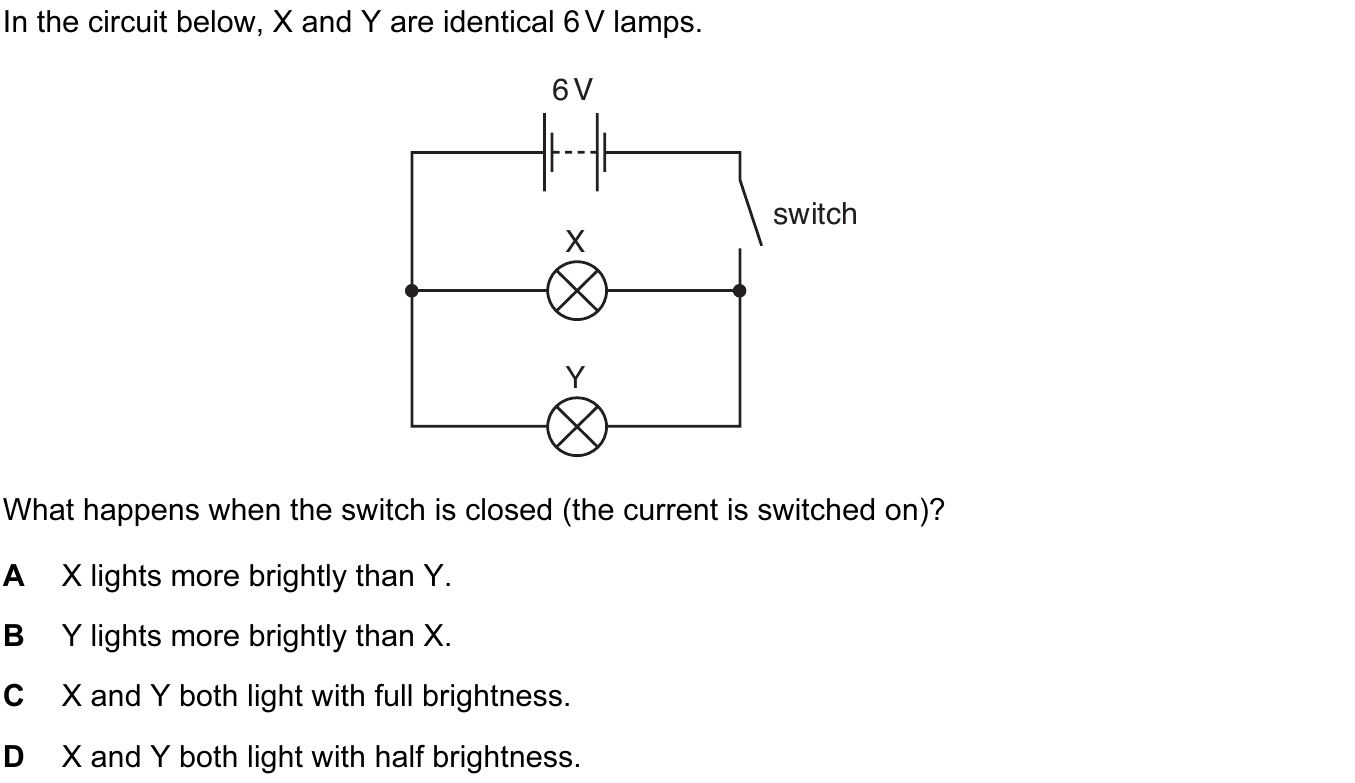 In the circuit below, X and Y are identical 6 V lamps.
6 V
switch
X
Y
What happens when the switch is closed (the current is switched on)?
A X lights more brightly than Y.
B Y lights more brightly than X.
C X and Y both light with full brightness.
D X and Y both light with half brightness.